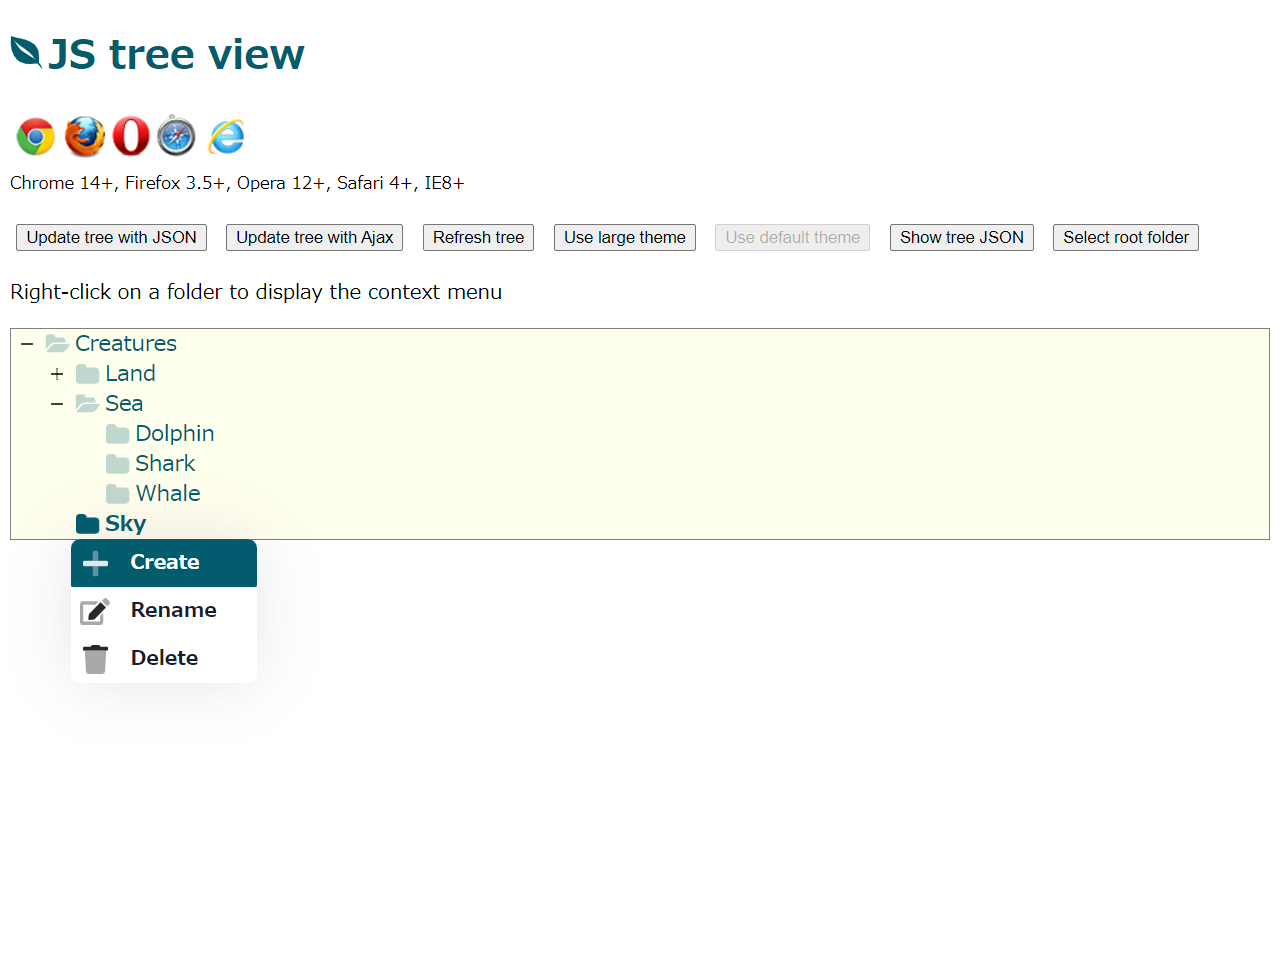 JS tree view
Chrome 14+, Firefox 3.5+, Opera 12+, Safari 4+, IE8+
Update tree with JSON Update tree with Ajax Refresh tree Use large theme Use default theme Show tree JSON Select root folder
Right-click on a folder to display the context menu
Creatures
Land
Sea
Dolphin
Shark
Whale
Sky
Create
Rename
Delete